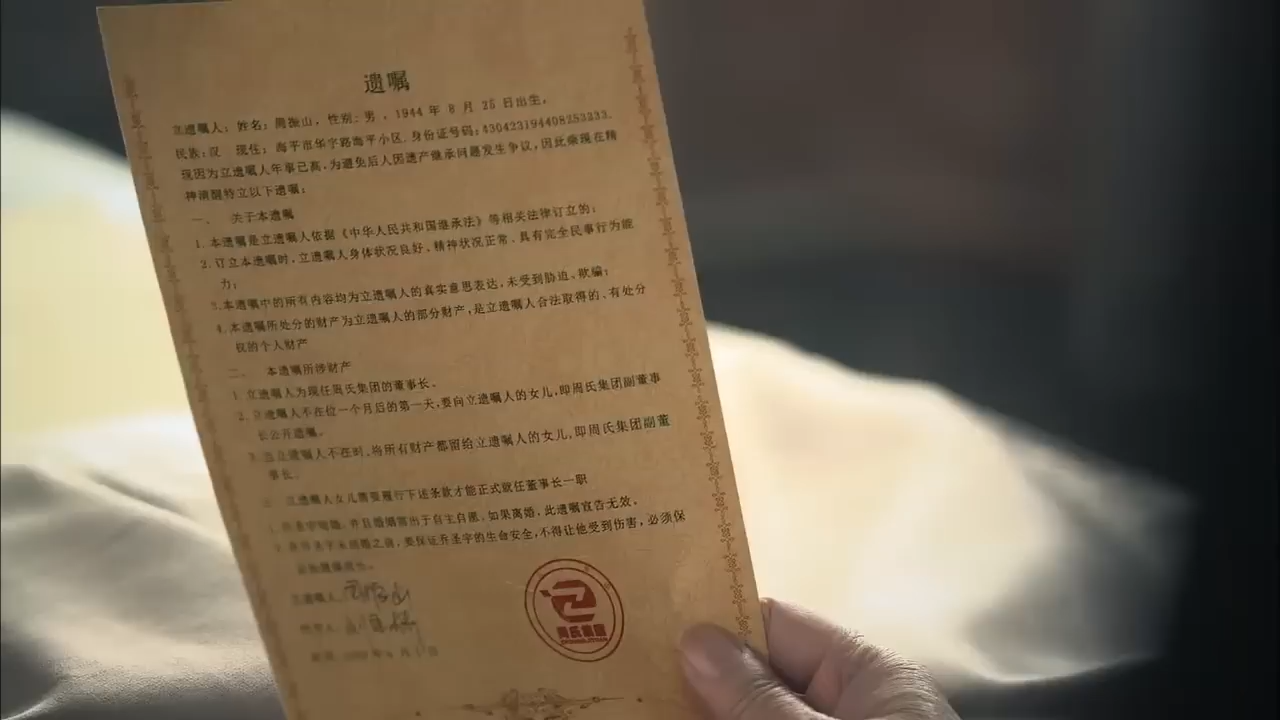 遗嘱
立遗嘱人：姓名：周振山，性别：男，1944 年 8 月 25 日出生，
民族：汉 现住：海平市华宇路海平小区，身份证号码：430423194408253233.
现因为立遗嘱人年事已高，为避免后人因遗产继承问题发生争议，因此乘现在精
神清醒特立以下遗嘱：
一、 关于本遗嘱
1. 本遗嘱是立遗嘱人依据《中华人民共和国继承法》等相关法律订立的；
2. 订立本遗嘱时，立遗嘱人身体状况良好，精神状况正常，具有完全民事行为能
力；
3. 本遗嘱中的所有内容均为立遗嘱人的真实意思表达，未受到胁迫、欺骗；
4. 本遗嘱所处分的财产为立遗嘱人的部分财产，是立遗嘱人合法取得的、有处分
权的个人财产
二、 本遗嘱所涉财产
1. 立遗嘱人为现任周氏集团的董事长。
2. 立遗嘱人不在位一个月后的第一天，要向立遗嘱人的女儿，即周氏集团副董事
长公开遗嘱。
3. 当立遗嘱人不在时，将所有财产都留给立遗嘱人的女儿，即周氏集团副董
事长。
立遗嘱人女儿需要履行下述条款才能正式就任董事长一职
婚姻需出于自主自愿，如果离婚，此遗嘱宣告无效。
结婚之前，要保证乔圣宇的生命安全，不得让他受到伤害，必须保
立遗嘱人：周振山
周氏集团